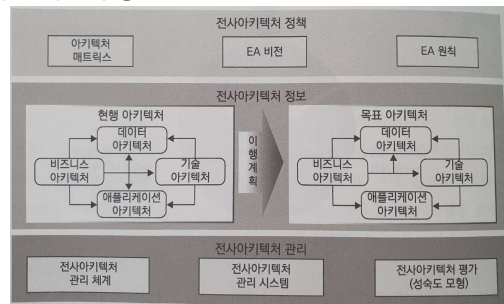 전사아키텍처 정책
아키텍처
매트릭스
EA 비전
EA 원칙
전사아키텍처 정보
현행 아키텍처
데이터
아키텍처
비즈니스
아키텍처
기술
아키텍처
애플리케이션
아키텍처
이
행
계
획
목표 아키텍처
데이터
아키텍처
비즈니스
아키텍처
기술
아키텍처
애플리케이션
아키텍처
전사아키텍처 관리
전사아키텍처
관리 체계
전사아키텍처
관리 시스템
전사아키텍처 평가
(성숙도 모형)